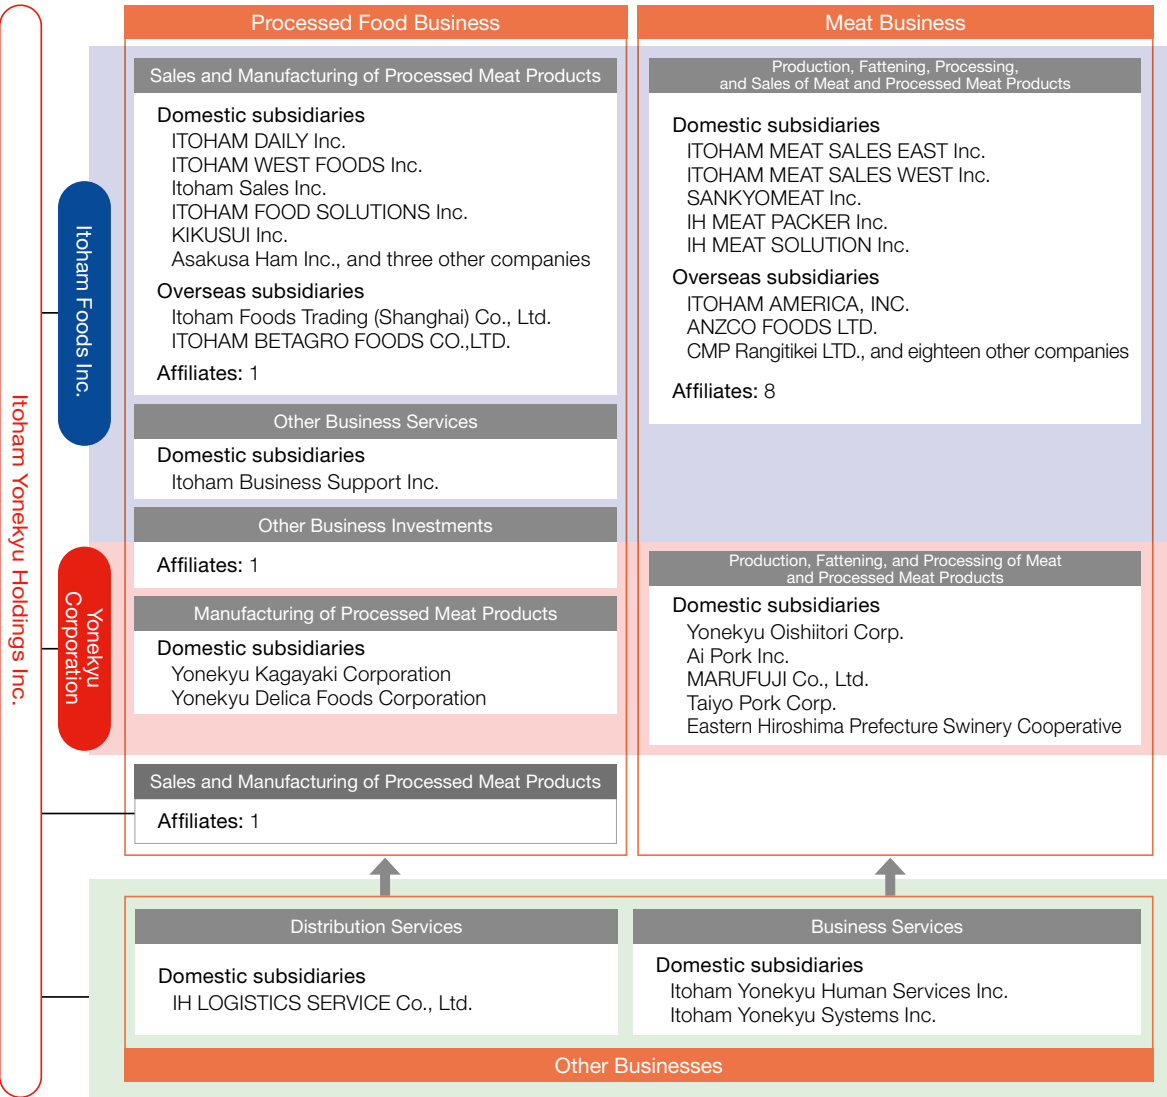 Itoham Yonekyu Holdings Inc.
Itoham Foods Inc.
Yonekyu
Corporation
Processed Food Business
Sales and Manufacturing of Processed Meat Products
Domestic subsidiaries
ITOHAM DAILY Inc.
ITOHAM WEST FOODS Inc.
Itoham Sales Inc.
ITOHAM FOOD SOLUTIONS Inc.
KIKUSUI Inc.
Asakusa Ham Inc., and three other companies
Overseas subsidiaries
Itoham Foods Trading (Shanghai) Co., Ltd.
ITOHAM BETAGRO FOODS CO.,LTD.
Affiliates: 1
Other Business Services
Domestic subsidiaries
Itoham Business Support Inc.
Other Business Investments
Affiliates: 1
Manufacturing of Processed Meat Products
Domestic subsidiaries
Yonekyu Kagayaki Corporation
Yonekyu Delica Foods Corporation
Sales and Manufacturing of Processed Meat Products
Affiliates: 1
Meat Business
Production, Fattening, Processing,
and Sales of Meat and Processed Meat Products
Domestic subsidiaries
ITOHAM MEAT SALES EAST Inc.
ITOHAM MEAT SALES WEST Inc.
SANKYOMEAT Inc.
IH MEAT PACKER Inc.
IH MEAT SOLUTION Inc.
Overseas subsidiaries
ITOHAM AMERICA, INC.
ANZCO FOODS LTD.
CMP Rangitikei LTD., and eighteen other companies
Affiliates: 8
Production, Fattening, and Processing of Meat
and Processed Meat Products
Domestic subsidiaries
Yonekyu Oishiitori Corp.
Ai Pork Inc.
MARUFUJI Co., Ltd.
Taiyo Pork Corp.
Eastern Hiroshima Prefecture Swinery Cooperative
Distribution Services
Domestic subsidiaries
IH LOGISTICS SERVICE Co., Ltd.
Business Services
Domestic subsidiaries
Itoham Yonekyu Human Services Inc.
Itoham Yonekyu Systems Inc.
Other Businesses